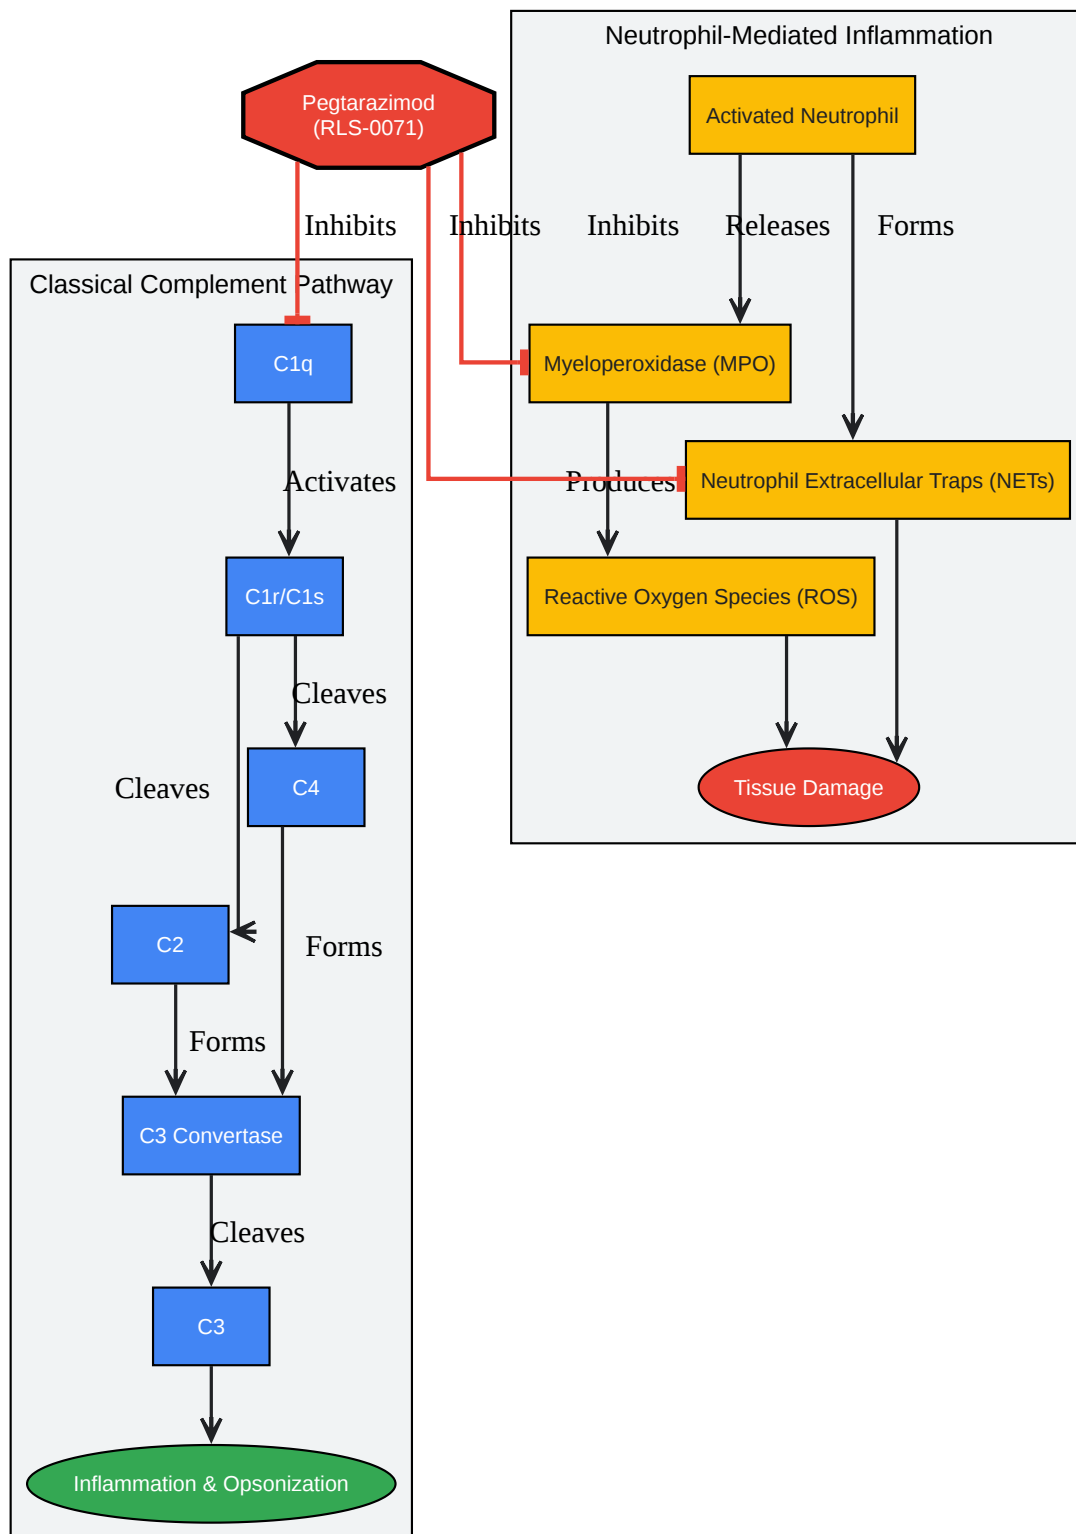 Neutrophil-Mediated Inflammation
Pegtarazimod
(RLS-0071)
Activated Neutrophil
Inhibits
Inhibits
Inhibits
Releases
Forms
Classical Complement Pathway
C1q
Myeloperoxidase (MPO)
Activates
Produces
Neutrophil Extracellular Traps (NETs)
C1r/C1s
Reactive Oxygen Species (ROS)
Cleaves
Cleaves
C4
Tissue Damage
C2
Forms
Forms
C3 Convertase
Cleaves
C3
Inflammation & Opsonization